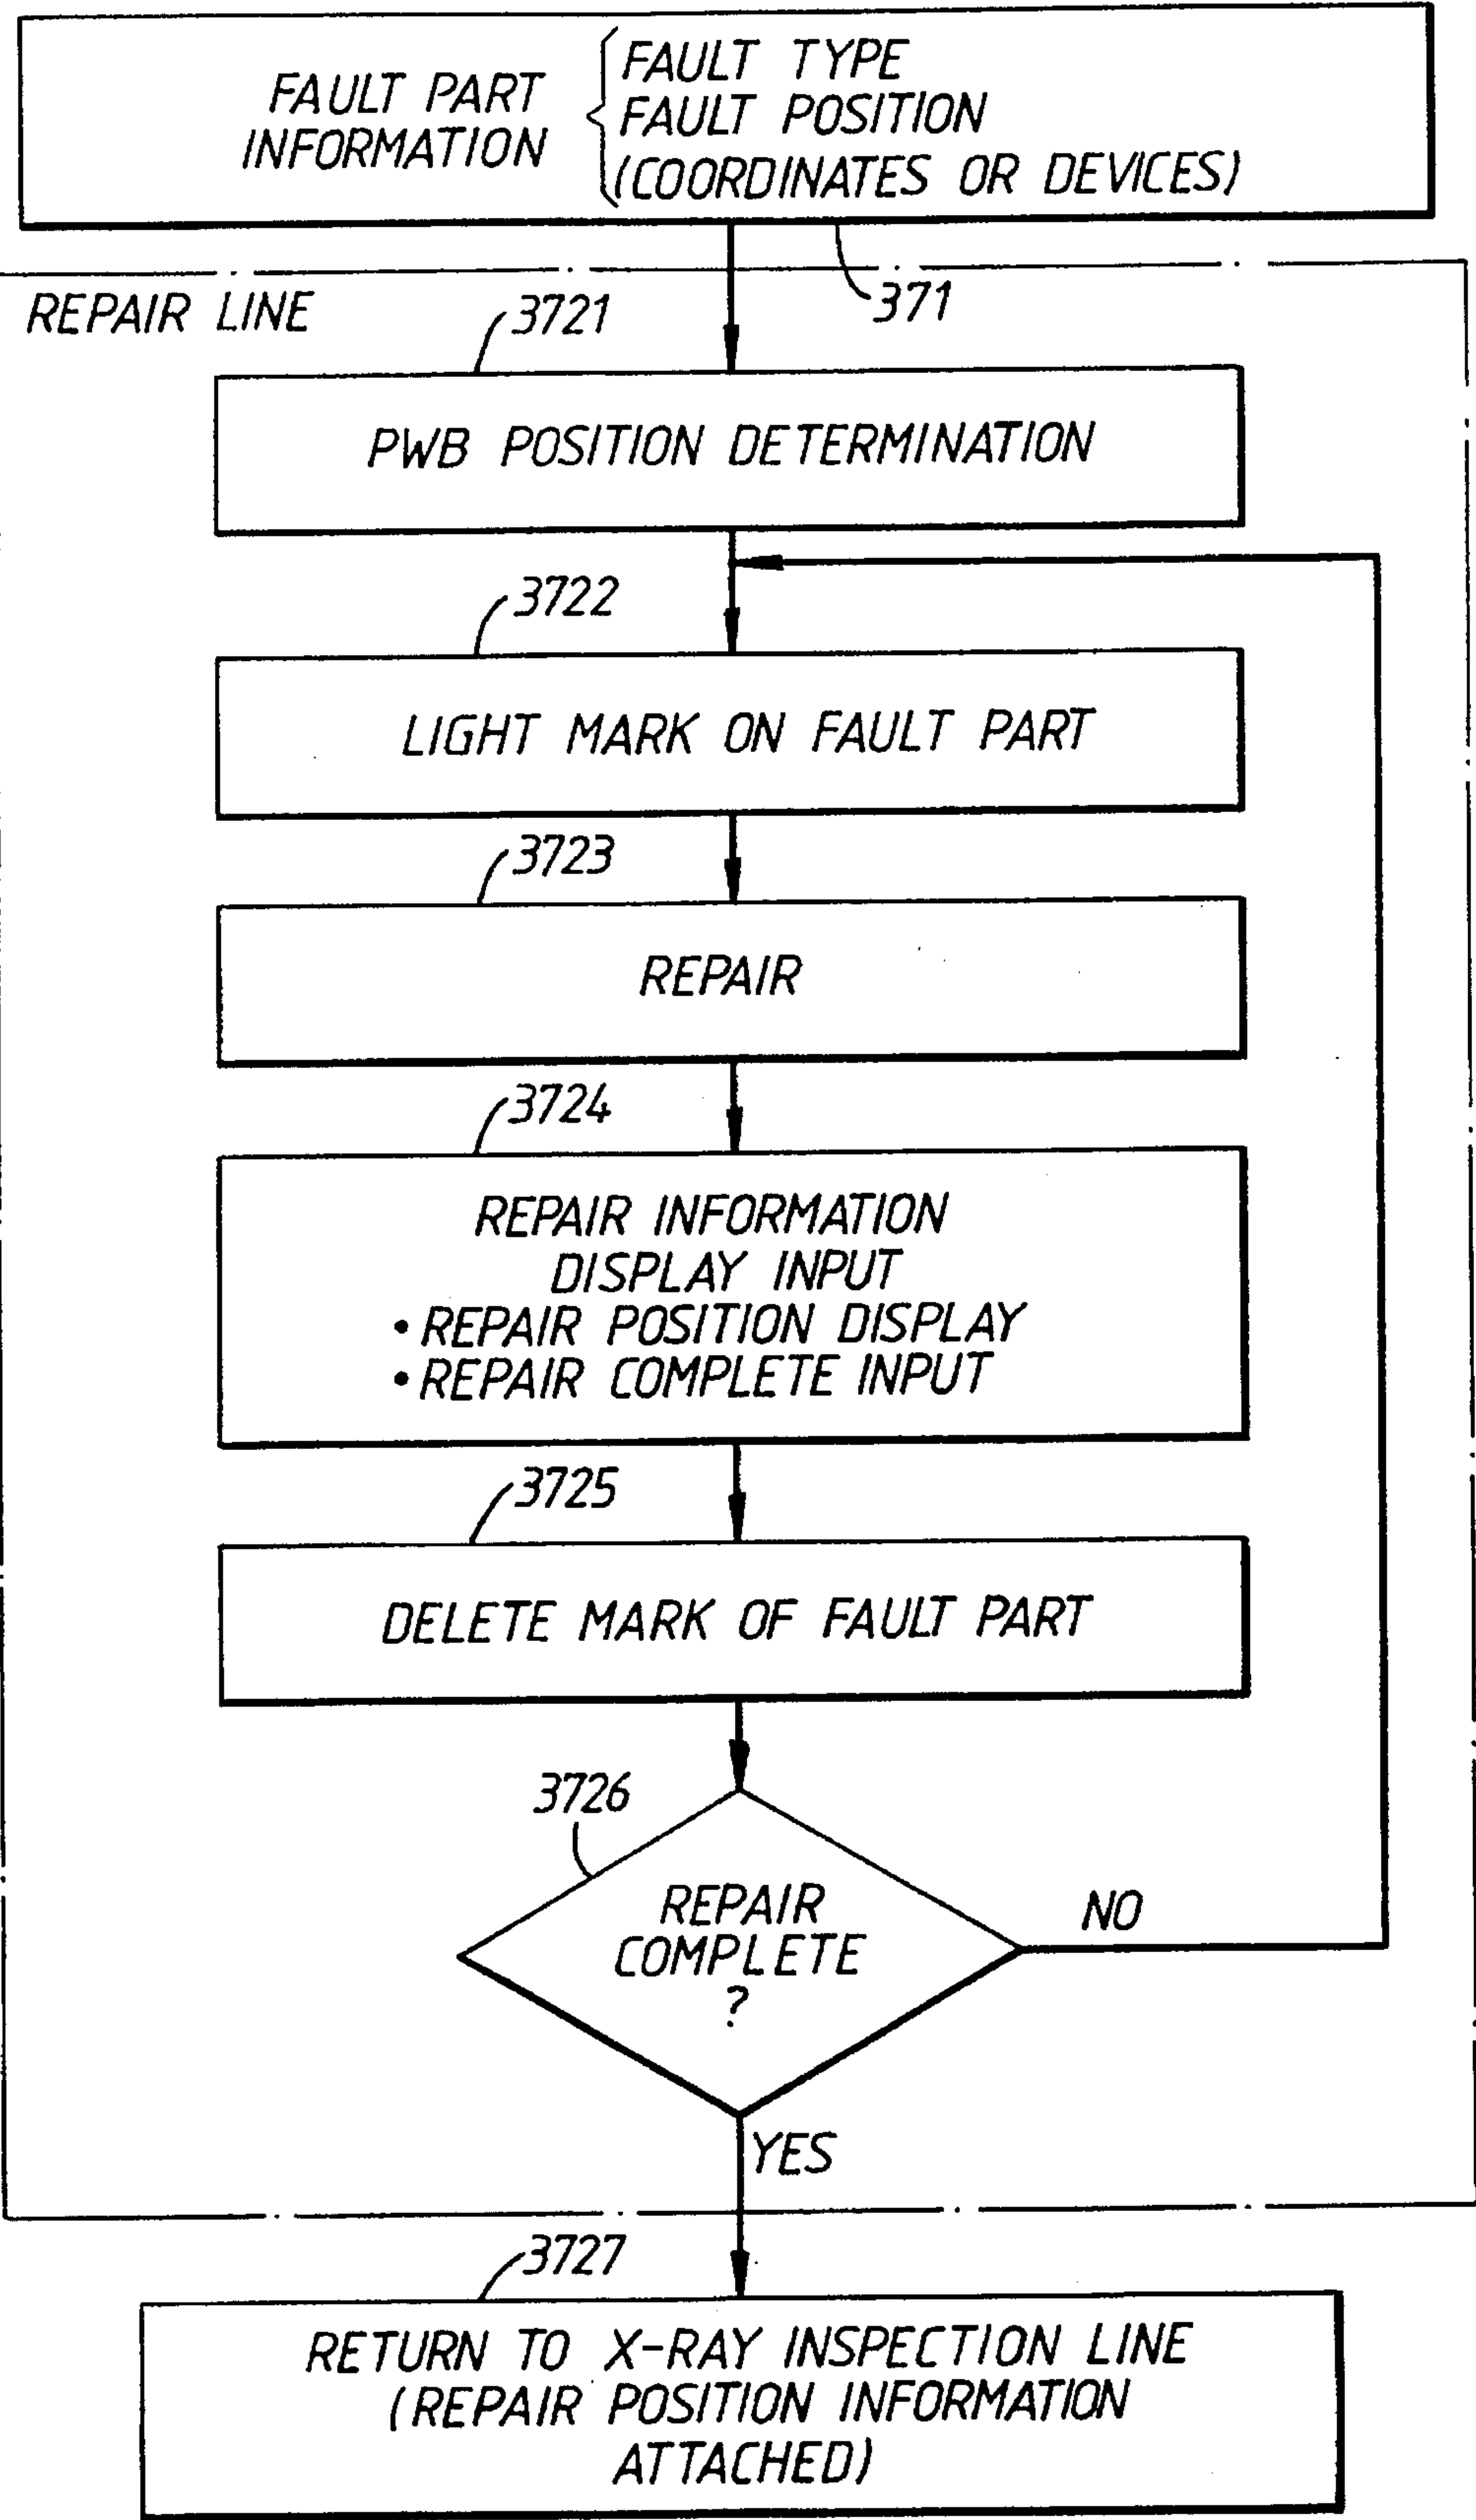 FAULT PART
INFORMATION
FAULT TYPE
FAULT POSITION
(COORDINATES OR DEVICES)
371
REPAIR LINE
3721
PWB POSITION DETERMINATION
3722
LIGHT MARK ON FAULT PART
3723
REPAIR
3724
REPAIR INFORMATION
DISPLAY INPUT
•REPAIR POSITION DISPLAY
•REPAIR COMPLETE INPUT
3725
DELETE MARK OF FAULT PART
3726
REPAIR
COMPLETE
?
NO
YES
3727
RETURN TO X-RAY INSPECTION LINE
(REPAIR POSITION INFORMATION
ATTACHED)